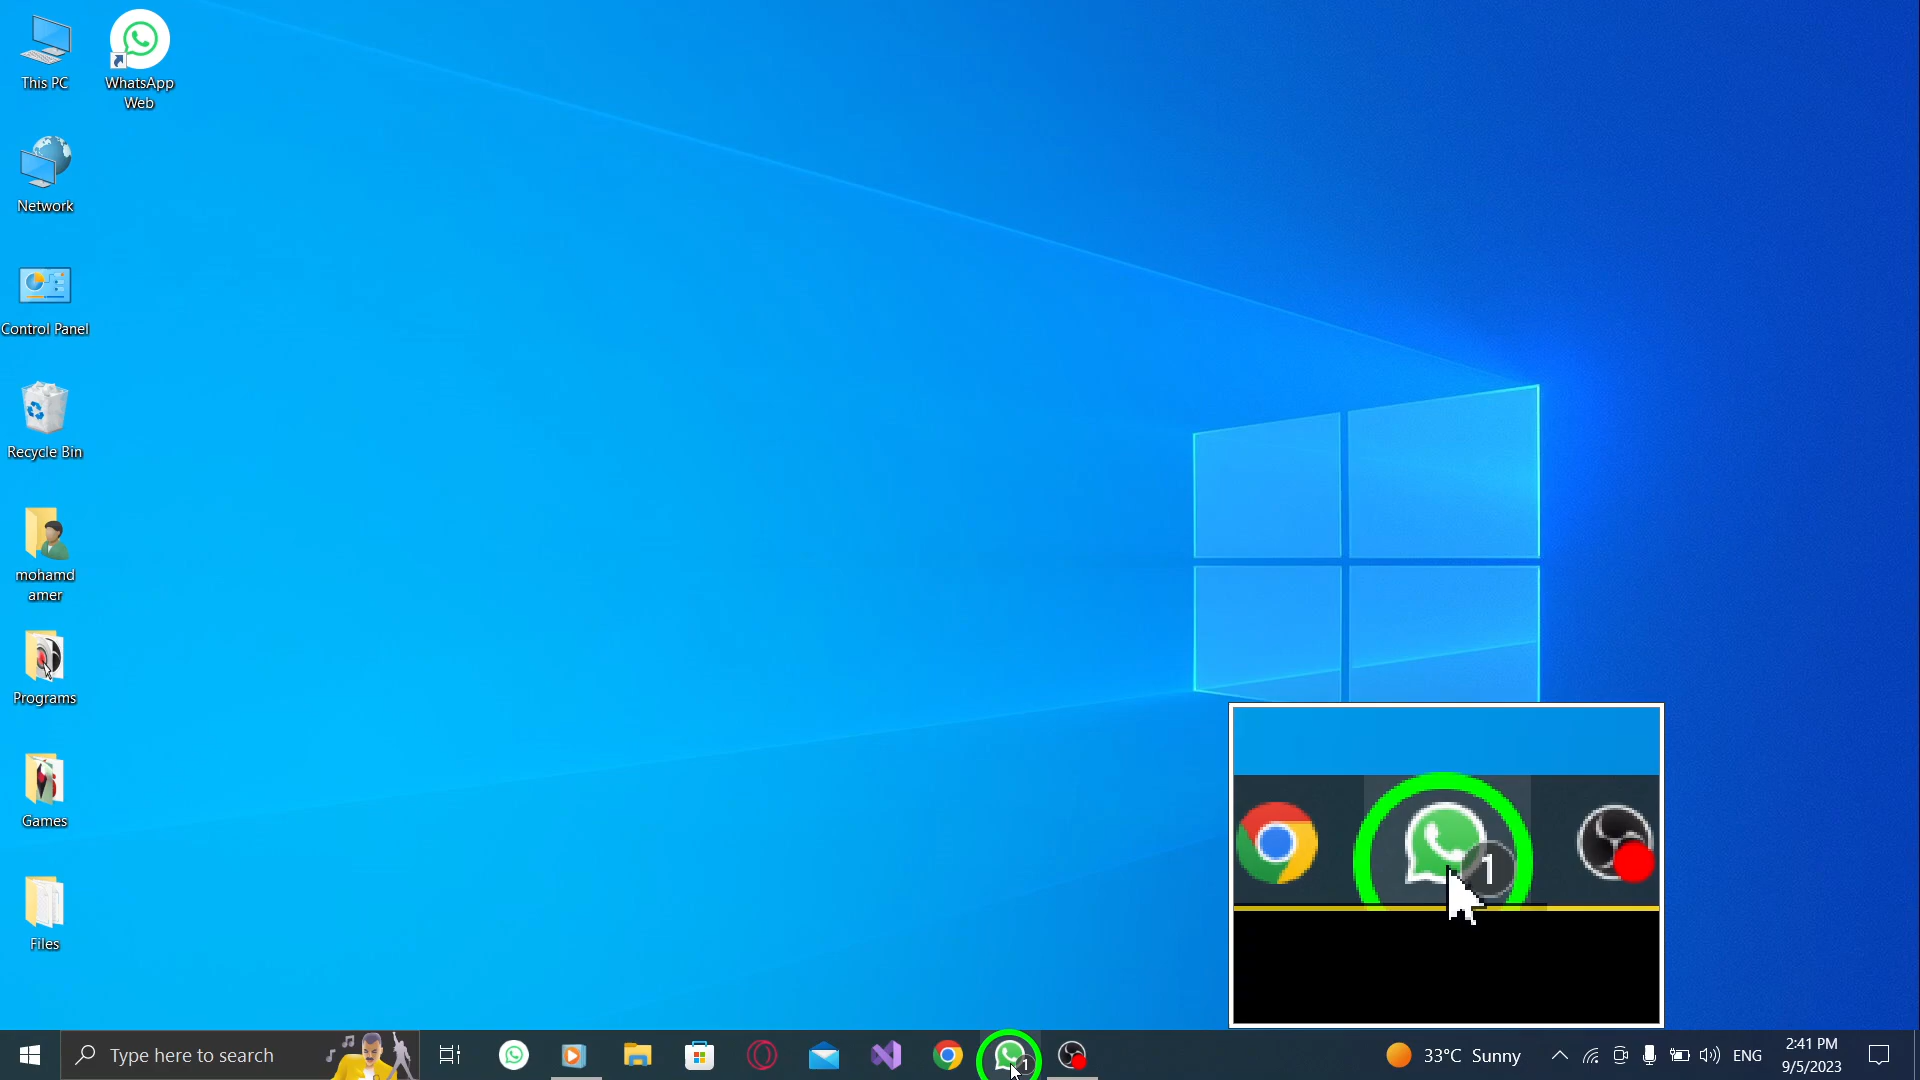 This PC
WhatsApp
Web
Network
Control Panel
Recycle Bin
mohamd
amer
Programs
Games
Files
1
Type here to search
1
33°C Sunny
ENG
2:41 PM
9/5/2023